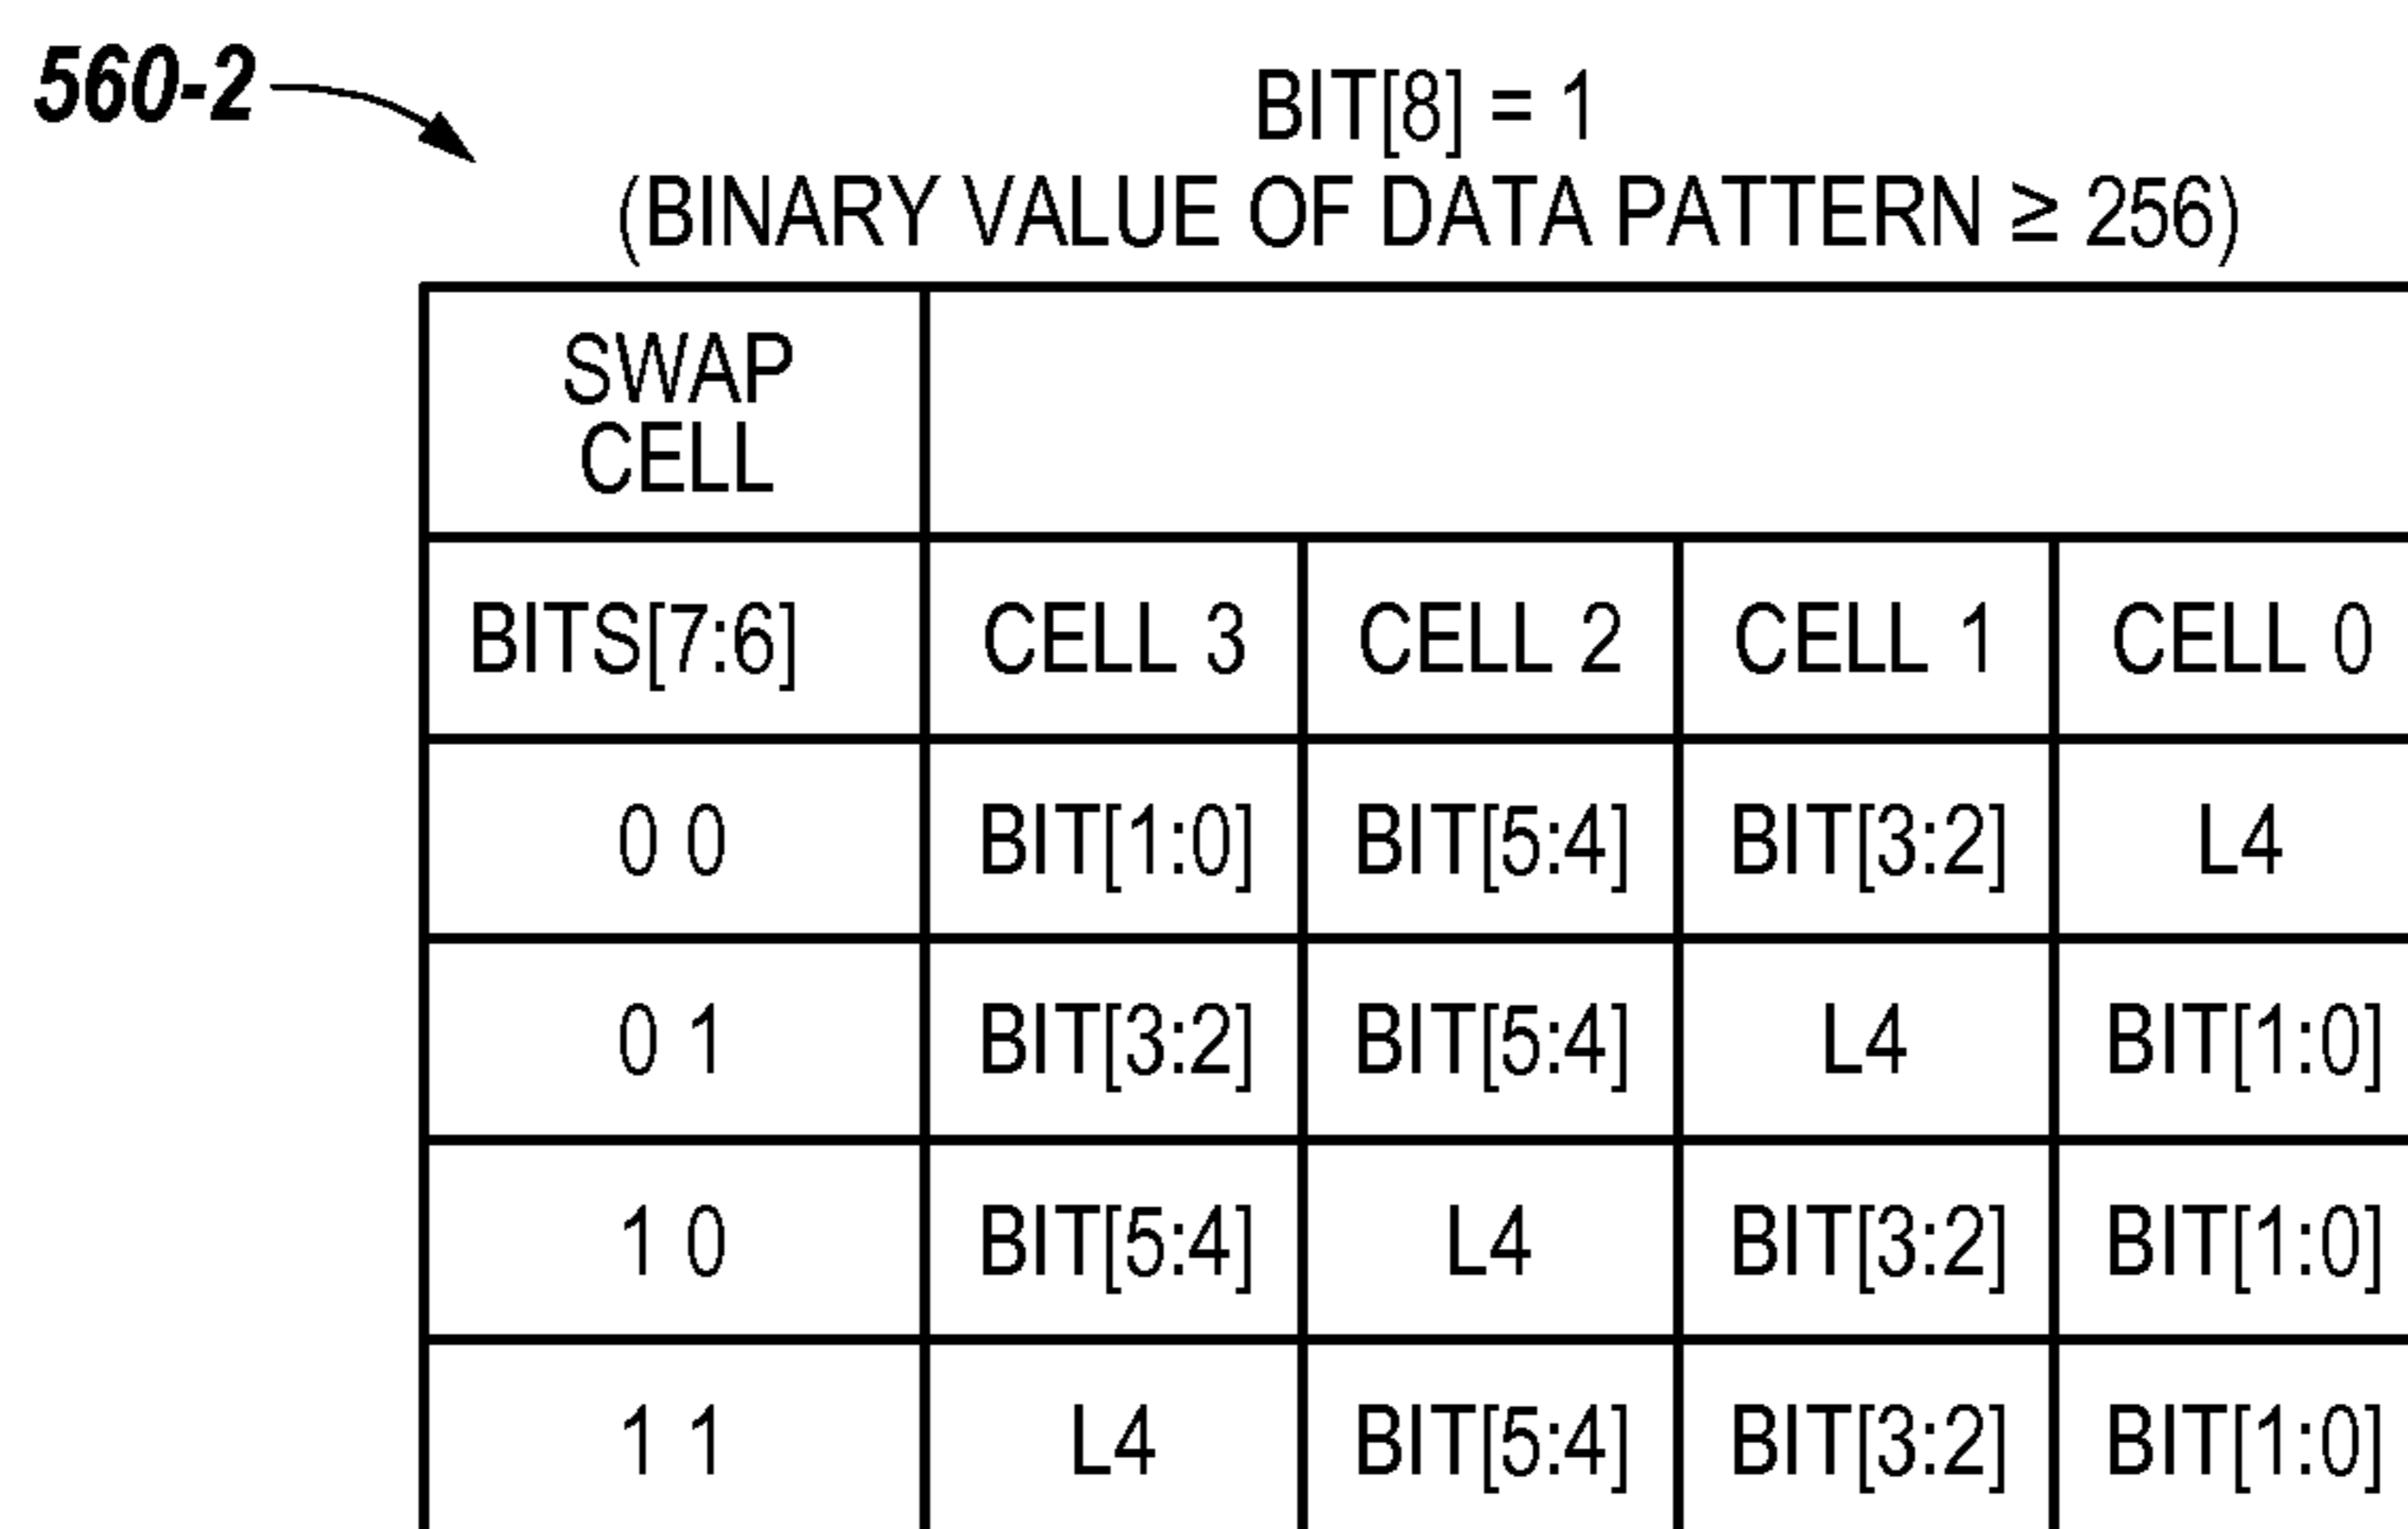 560-2
BIT[8] = 1
(BINARY VALUE OF DATA PATTERN ≥ 256)
SWAP
CELL
BITS[7:6] CELL 3 CELL 2 CELL 1 CELL 0
0 0 BIT[1:0] BIT[5:4] BIT[3:2] L4
0 1 BIT[3:2] BIT[5:4] L4 BIT[1:0]
1 0 BIT[5:4] L4 BIT[3:2] BIT[1:0]
1 1 L4 BIT[5:4] BIT[3:2] BIT[1:0]